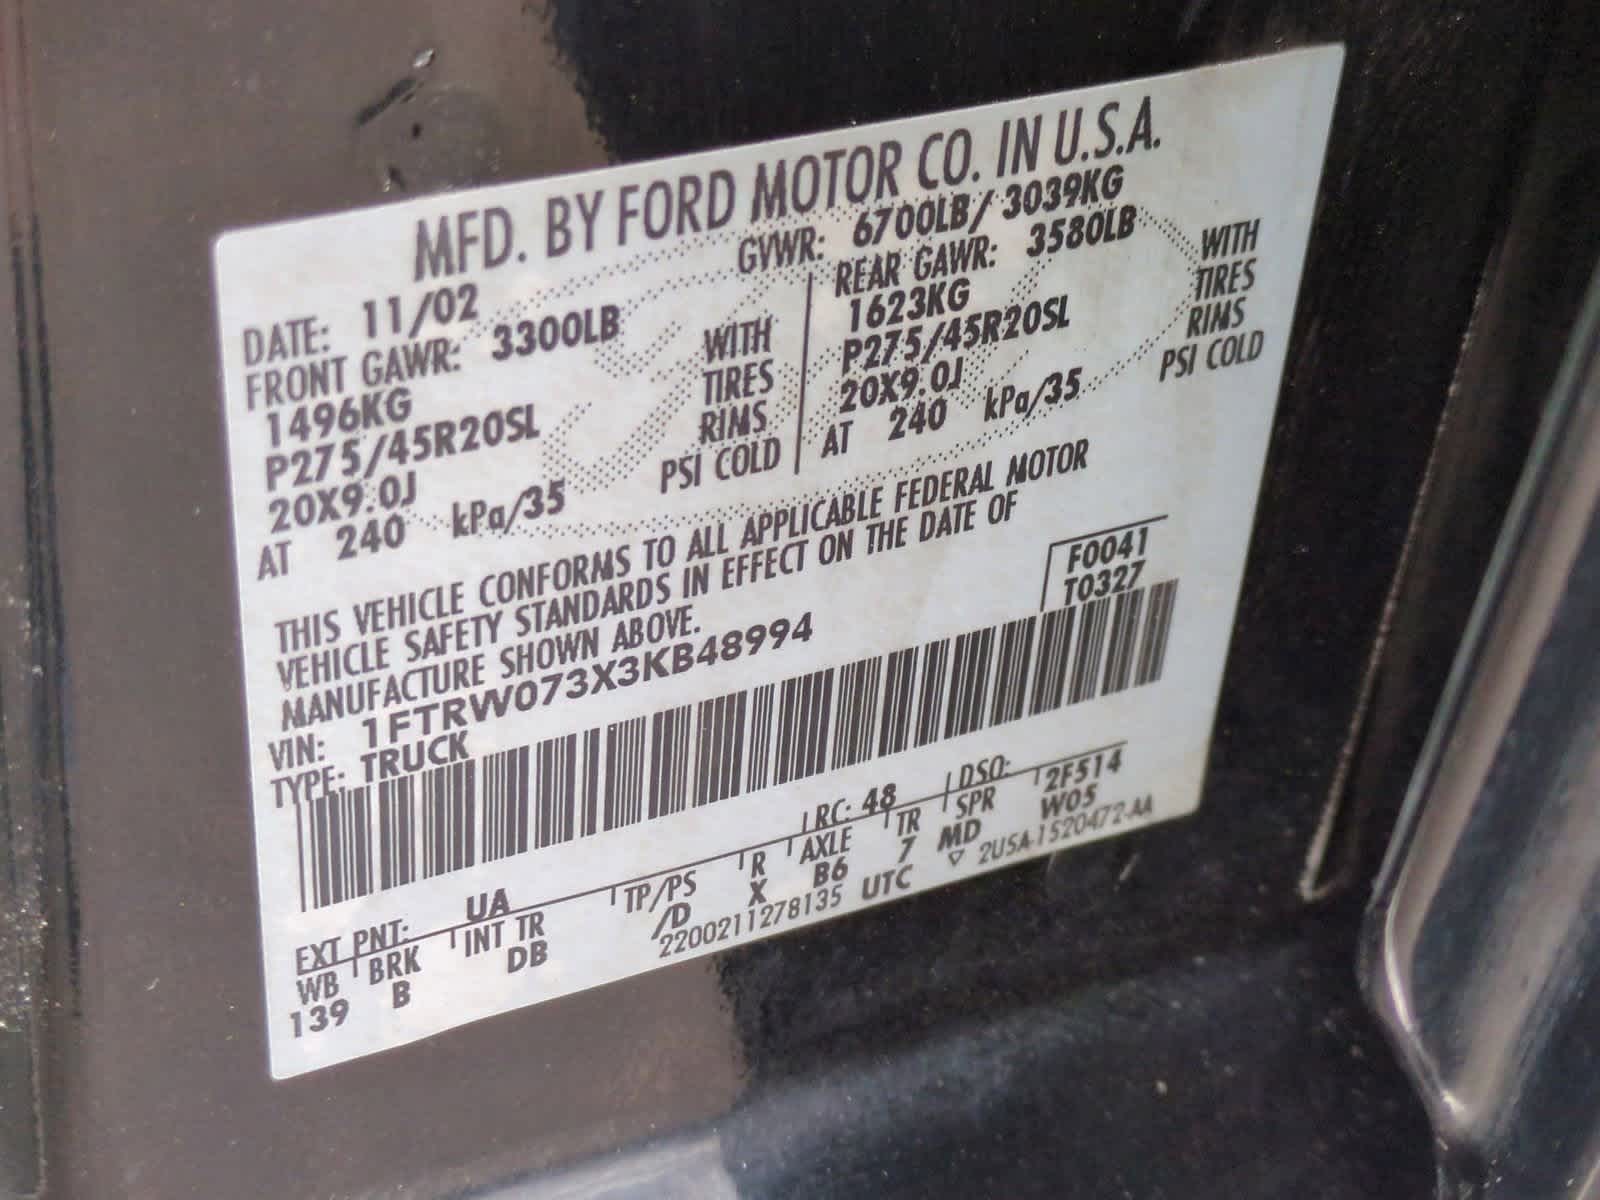 MFD. BY FORD MOTOR CO. IN U.S.A.
DATE: 11/02 GVWR: 6700LB/ 3039KG
FRONT GAWR: 3300LB REAR GAWR: 3580LB
1496KG WITH 1623KG WITH
P275/45R20SL TIRES P275/45R20SL TIRES
20X9.0J RIMS 20X9.0J RIMS
AT 240 kPa/35 PSI COLD AT 240 kPa/35 PSI COLD
THIS VEHICLE CONFORMS TO ALL APPLICABLE FEDERAL MOTOR
VEHICLE SAFETY STANDARDS IN EFFECT ON THE DATE OF
MANUFACTURE SHOWN ABOVE.
F0041
VIN: 1FTRW073X3KB48994 T0327
TYPE: TRUCK
EXT PNT: UA RC: 48 DSO: 2F514
WB BRK INT TR TP/PS R AXLE TR SPR W05
139 B DB /D X B6 7 MD
2200211278135 UTC ▽ 2USA-1520472-AA